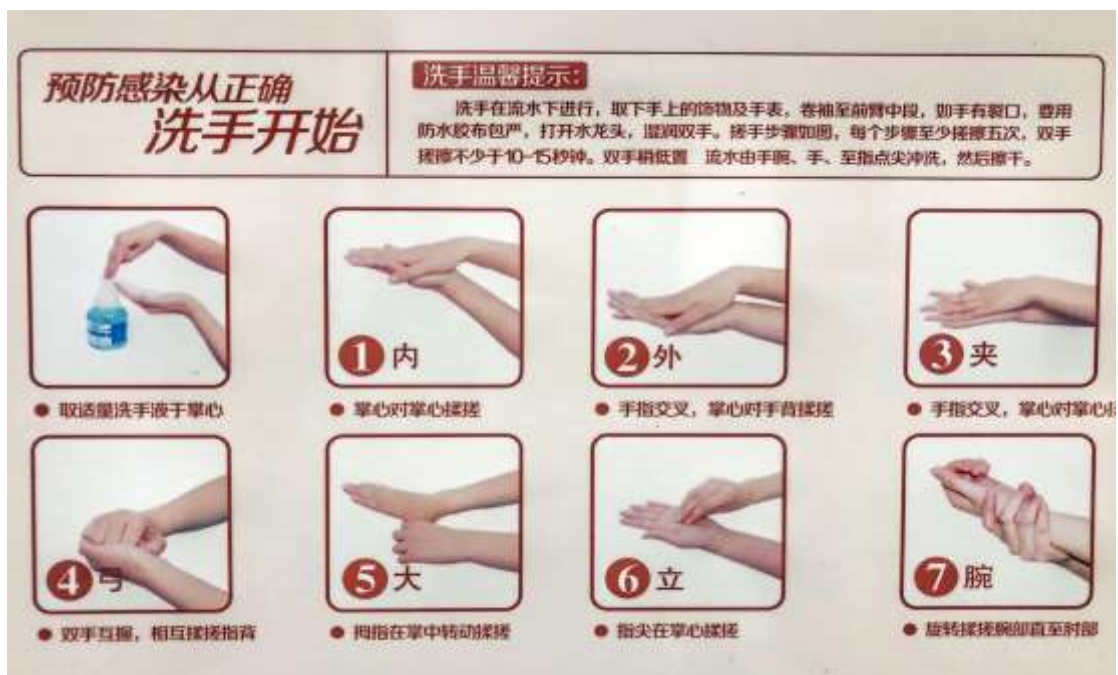 预防感染从正确
洗手开始
洗手温馨提示:
洗手在流水下进行，取下手上的饰物及手表，卷袖至前臂中段，如手有裂口，要用
防水胶布包严，打开水龙头，湿润双手。搓手步骤如图，每个步骤至少搓擦五次，双手
搓擦不少于10-15秒钟。双手稍低置 流水由手腕、手、至指点尖冲洗，然后擦干。
1 内
2 外
3 夹
● 取适量洗手液于掌心
● 掌心对掌心揉搓
● 手指交叉，掌心对手背揉搓
● 手指交叉，掌心对掌心
4 弓
5 大
6 立
7 腕
● 双手互握，相互揉搓指背
● 拇指在掌中转动揉搓
● 指尖在掌心揉搓
● 旋转揉搓腕部直至肘部